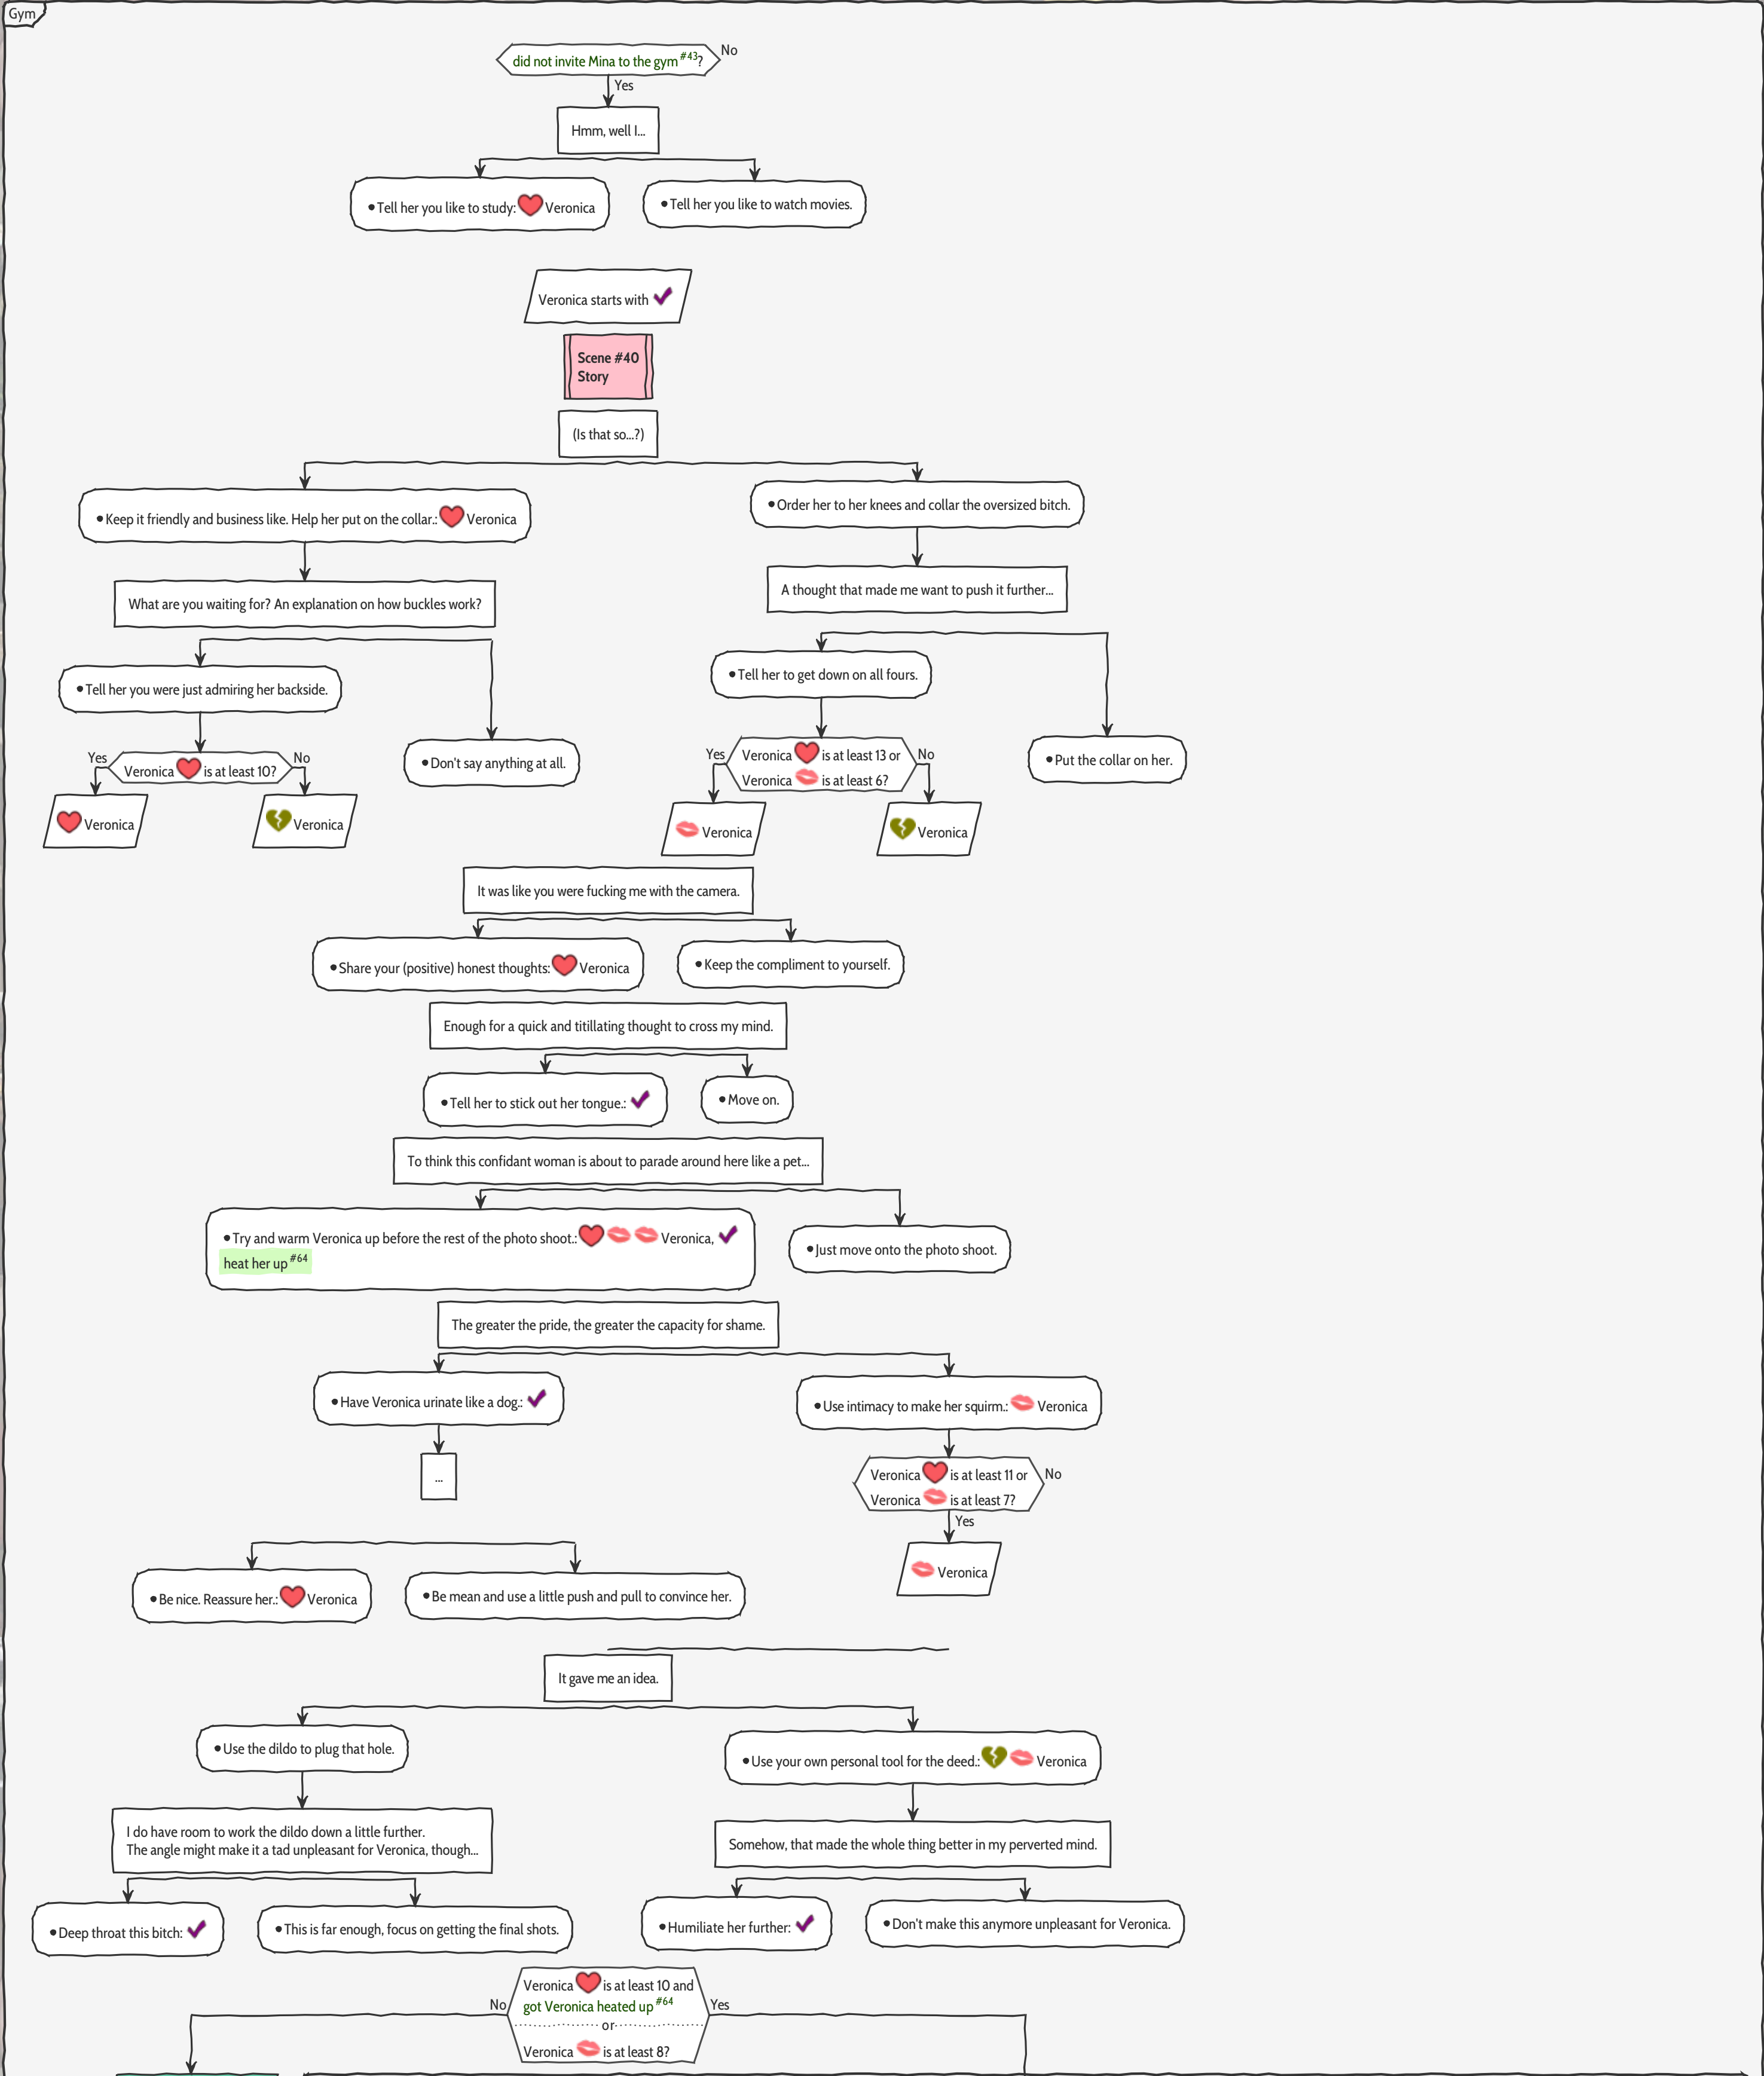 Gym
did not invite Mina to the gym #43?
No
Yes
Hmm, well I...
•Tell her you like to study: Veronica
•Tell her you like to watch movies.
Veronica starts with
Scene #40
Story
(Is that so...?)
•Keep it friendly and business like. Help her put on the collar.: Veronica
•Order her to her knees and collar the oversized bitch.
What are you waiting for? An explanation on how buckles work?
A thought that made me want to push it further...
•Tell her you were just admiring her backside.
•Tell her to get down on all fours.
Yes
Veronica is at least 10?
No
•Don't say anything at all.
Yes
Veronica is at least 13 or
Veronica is at least 6?
No
•Put the collar on her.
Veronica
Veronica
Veronica
Veronica
It was like you were fucking me with the camera.
•Share your (positive) honest thoughts: Veronica
•Keep the compliment to yourself.
Enough for a quick and titillating thought to cross my mind.
•Tell her to stick out her tongue.:
•Move on.
To think this confidant woman is about to parade around here like a pet...
•Try and warm Veronica up before the rest of the photo shoot.: Veronica,
heat her up #64
•Just move onto the photo shoot.
The greater the pride, the greater the capacity for shame.
•Have Veronica urinate like a dog.:
•Use intimacy to make her squirm.: Veronica
...
Veronica is at least 11 or
Veronica is at least 7?
No
Yes
Veronica
•Be nice. Reassure her.: Veronica
•Be mean and use a little push and pull to convince her.
It gave me an idea.
•Use the dildo to plug that hole.
•Use your own personal tool for the deed.: Veronica
I do have room to work the dildo down a little further.
The angle might make it a tad unpleasant for Veronica, though...
Somehow, that made the whole thing better in my perverted mind.
•Deep throat this bitch:
•This is far enough, focus on getting the final shots.
•Humiliate her further:
•Don't make this anymore unpleasant for Veronica.
No
Veronica is at least 10 and
got Veronica heated up #64
or
Veronica is at least 8?
Yes